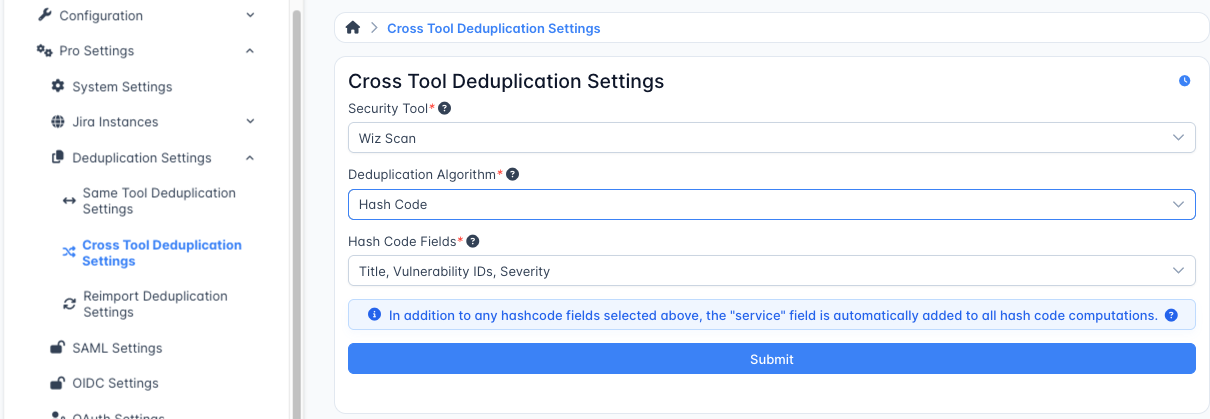 Configuration
Pro Settings
System Settings
Jira Instances
Deduplication Settings
Same Tool Deduplication
Settings
Cross Tool Deduplication
Settings
Reimport Deduplication
Settings
SAML Settings
OIDC Settings
OAuth Settings
Cross Tool Deduplication Settings
Cross Tool Deduplication Settings
Security Tool*
Wiz Scan
Deduplication Algorithm*
Hash Code
Hash Code Fields*
Title, Vulnerability IDs, Severity
In addition to any hashcode fields selected above, the "service" field is automatically added to all hash code computations.
Submit